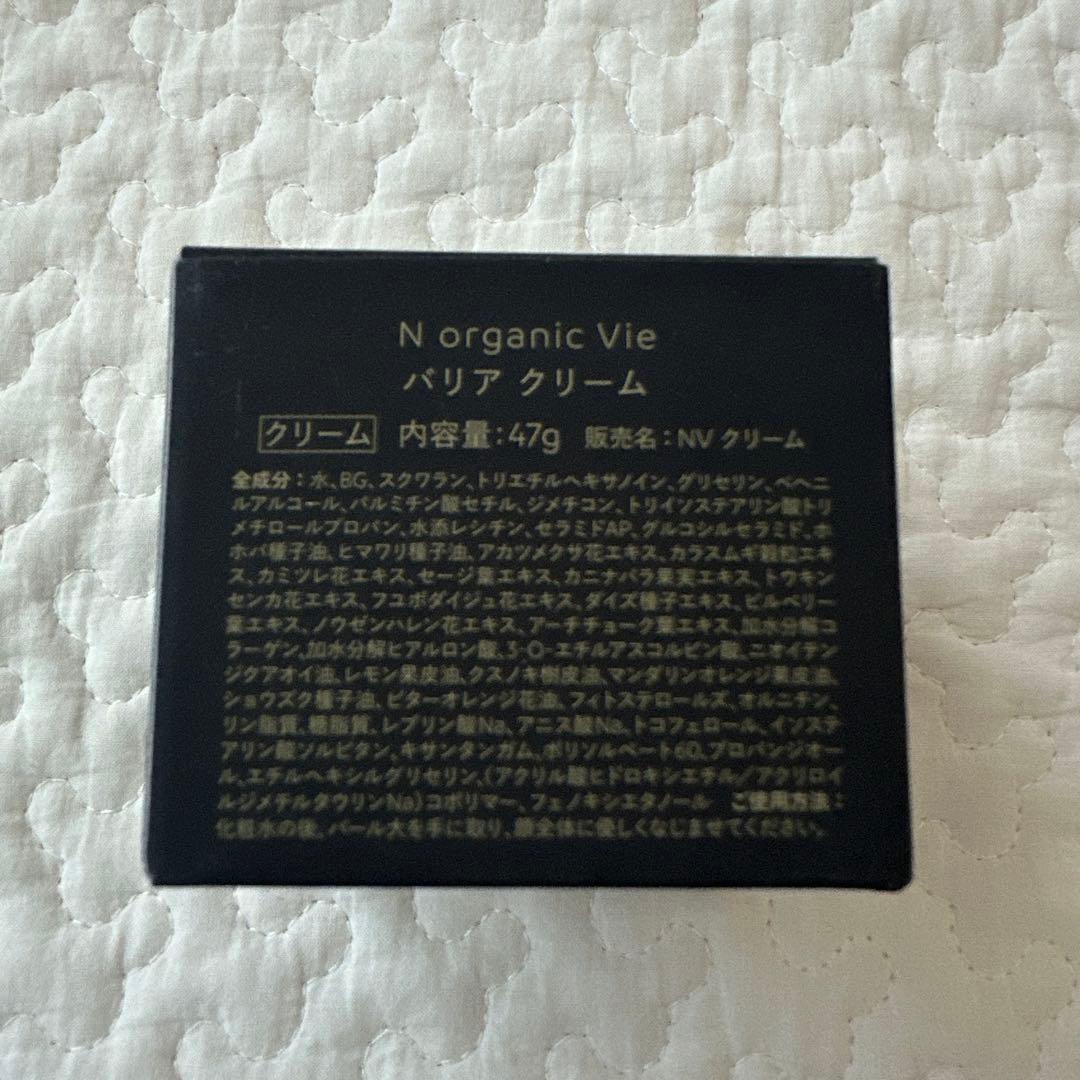 N organic Vie
バリア クリーム
クリーム 内容量:47g 販売名:NV クリーム
全成分:水、BG、スクワラン、トリエチルヘキサノイン、グリセリン、ベヘニ
ルアルコール、パルミチン酸セチル、ジメチコン、トリイソステアリン酸トリ
メチロールプロパン、水添レシチン、セラミドAP、グルコシルセラミド、ホ
ホバ種子油、ヒマワリ種子油、アカツメクサ花エキス、カラスムギ穀粒エキ
ス、カミツレ花エキス、セージ葉エキス、カニナバラ果実エキス、トウキン
センカ花エキス、フユボダイジュ花エキス、ダイズ種子エキス、ビルベリー
葉エキス、ノウゼンハレン花エキス、アーチチョーク葉エキス、加水分解コ
ラーゲン、加水分解ヒアルロン酸、3-O-エチルアスコルビン酸、ニオイテン
ジクアオイ油、レモン果皮油、クスノキ樹皮油、マンダリンオレンジ果皮油、
ショウズク種子油、ビターオレンジ花油、フィトステロールズ、オルニチン、
リン脂質、糖脂質、レブリン酸Na、アニス酸Na、トコフェロール、イソステ
アリン酸ソルビタン、キサンタンガム、ポリソルベート60、プロパンジオー
ル、エチルヘキシルグリセリン、(アクリル酸ヒドロキシエチル/アクリロイ
ルジメチルタウリンNa)コポリマー、フェノキシエタノール ご使用方法:
化粧水の後、パール大を手に取り、顔全体に優しくなじませてください。